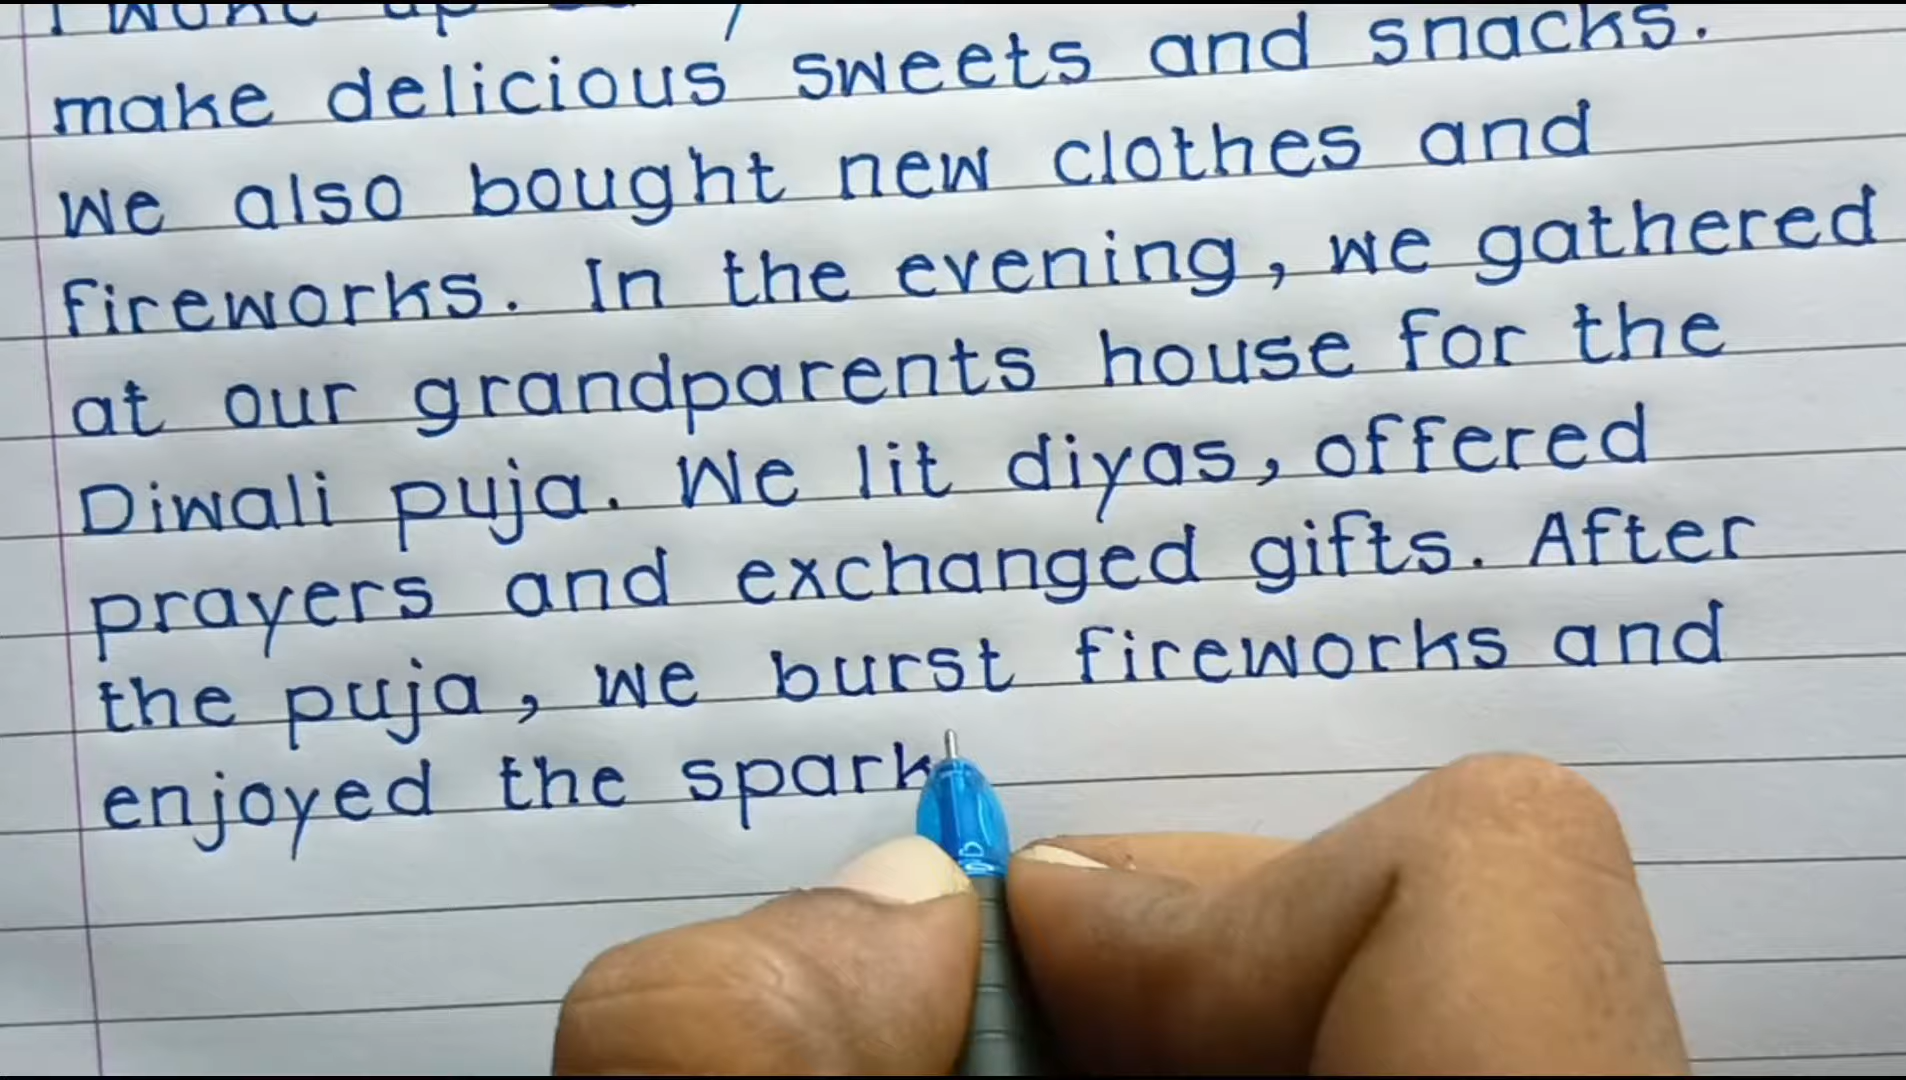 make delicious sweets and snacks.
We also bought new clothes and
fireworks. In the evening, we gathered
at our grandparents house for the
Diwali puja. We lit diyas, offered
prayers and exchanged gifts. After
the puja, we burst fireworks and
enjoyed the spark